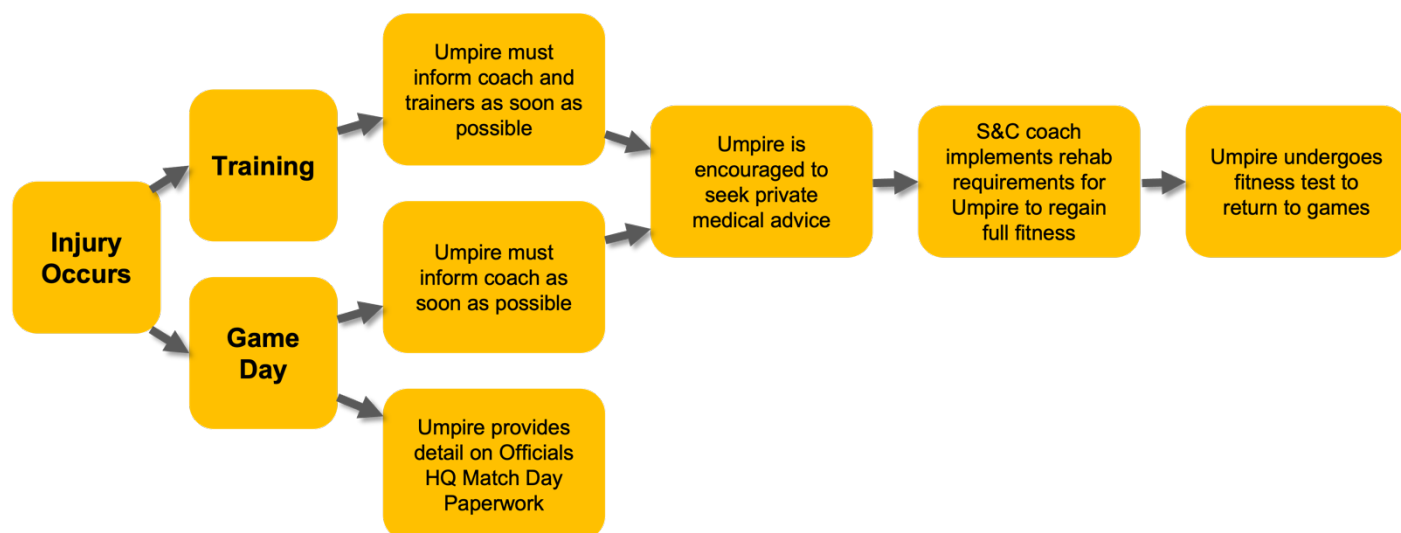 Injury
Occurs
Training
Game
Day
Umpire must
inform coach and
trainers as soon as
possible
Umpire must
inform coach as
soon as possible
Umpire provides
detail on Officials
HQ Match Day
Paperwork
Umpire is
encouraged to
seek private
medical advice
S&C coach
implements rehab
requirements for
Umpire to regain
full fitness
Umpire undergoes
fitness test to
return to games